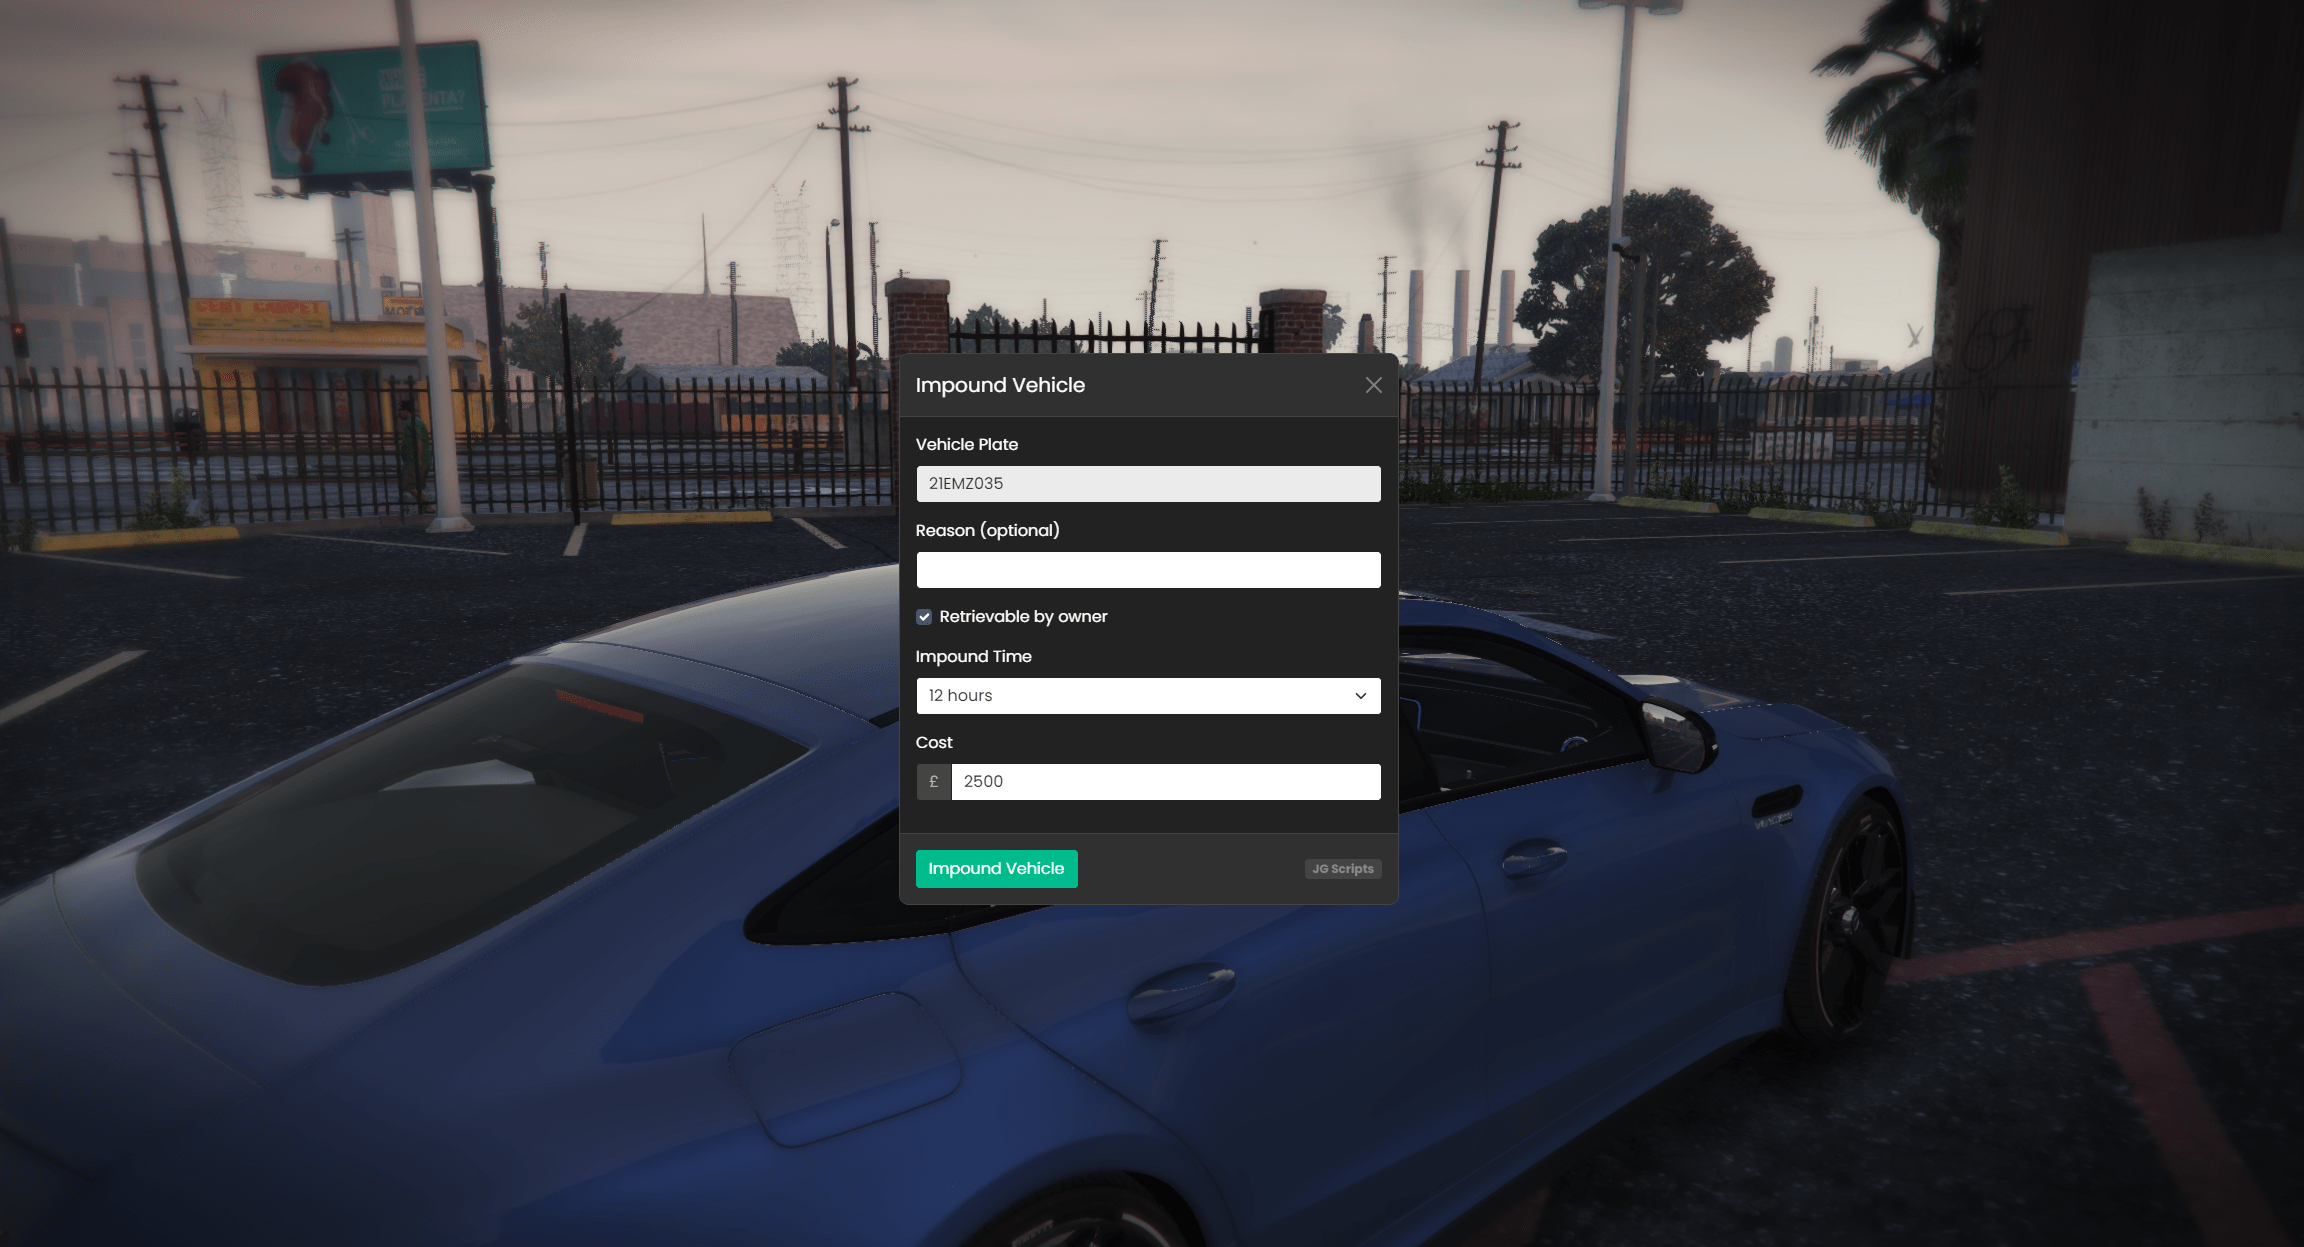 Impound Vehicle
Vehicle Plate
21EMZ035
Reason (optional)
Retrievable by owner
Impound Time
12 hours
Cost
£ 2500
Impound Vehicle
JG Scripts